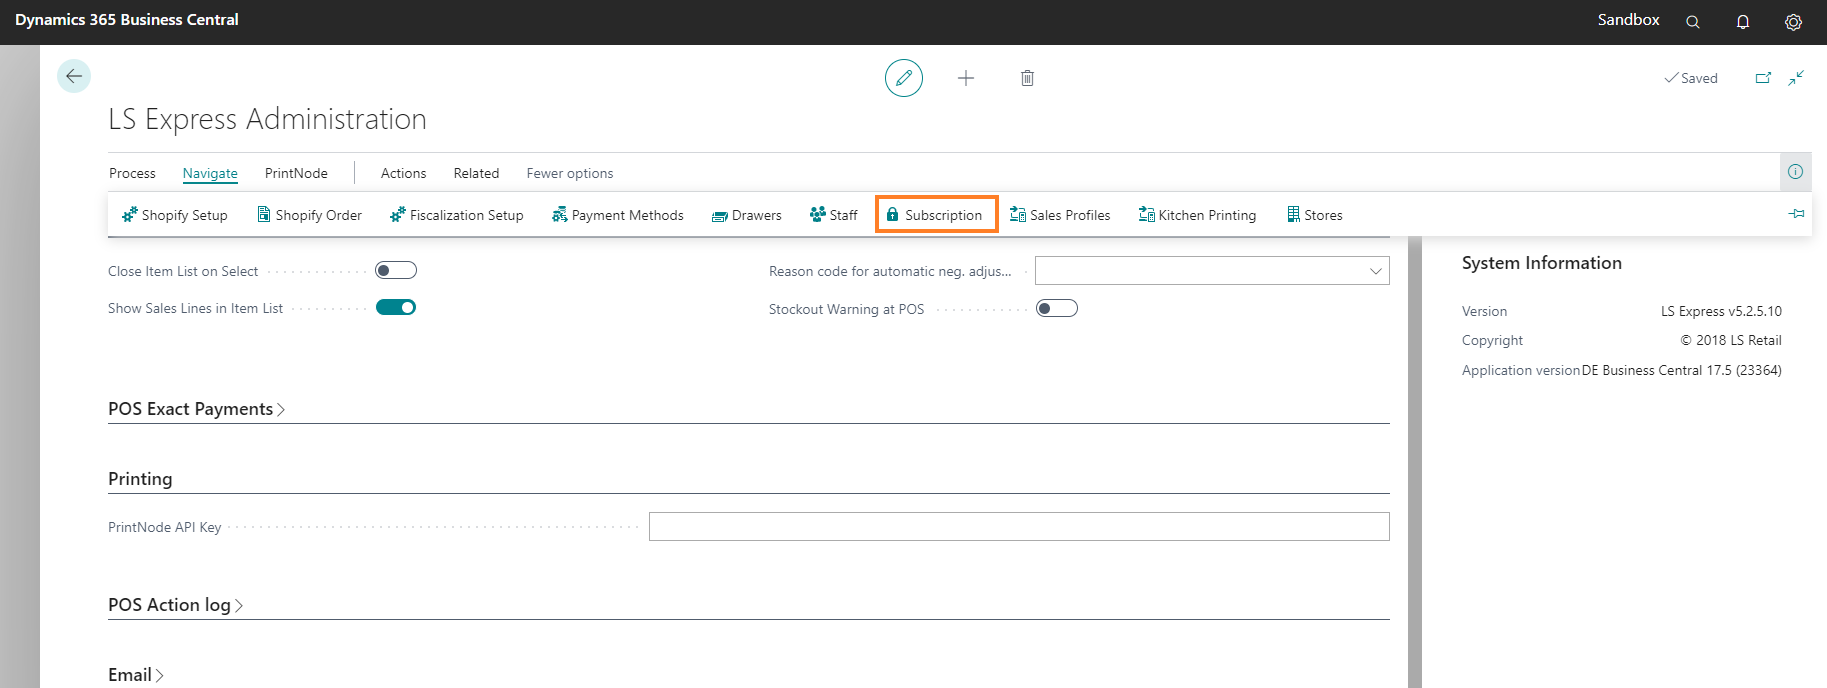 Dynamics 365 Business Central
Sandbox
Saved
LS Express Administration
Process Navigate PrintNode Actions Related Fewer options
Shopify Setup Shopify Order Fiscalization Setup Payment Methods Drawers Staff Subscription Sales Profiles Kitchen Printing Stores
Close Item List on Select
Show Sales Lines in Item List
Reason code for automatic neg. adjus...
Stockout Warning at POS
POS Exact Payments
Printing
PrintNode API Key
POS Action log
Email
System Information
Version LS Express v5.2.5.10
Copyright © 2018 LS Retail
Application version DE Business Central 17.5 (23364)